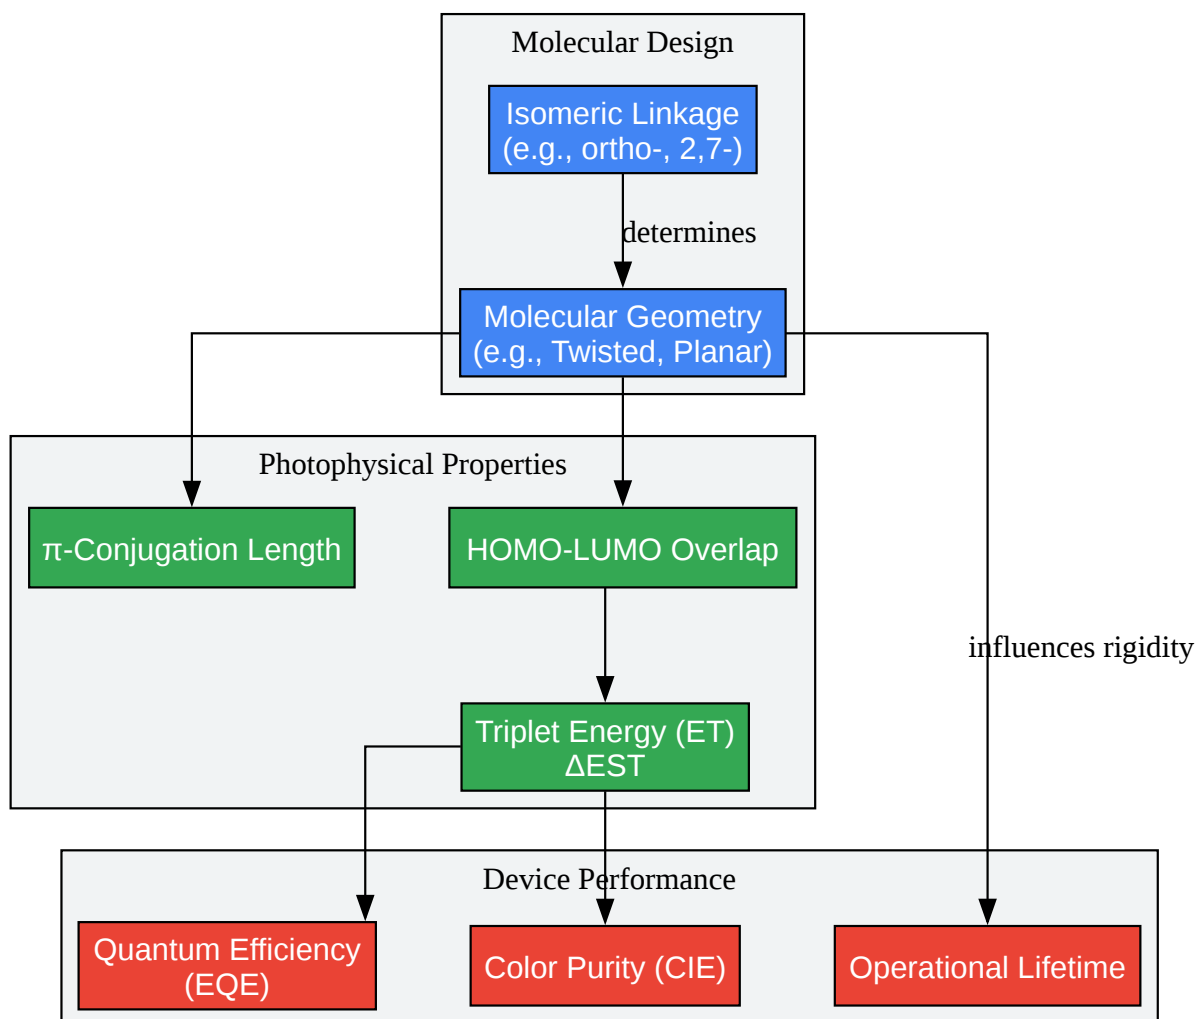 Molecular Design
Isomeric Linkage
(e.g., ortho-, 2,7-)
determines
Molecular Geometry
(e.g., Twisted, Planar)
Photophysical Properties
π-Conjugation Length
HOMO-LUMO Overlap
influences rigidity
Triplet Energy (ET)
ΔEST
Device Performance
Quantum Efficiency
(EQE)
Color Purity (CIE)
Operational Lifetime